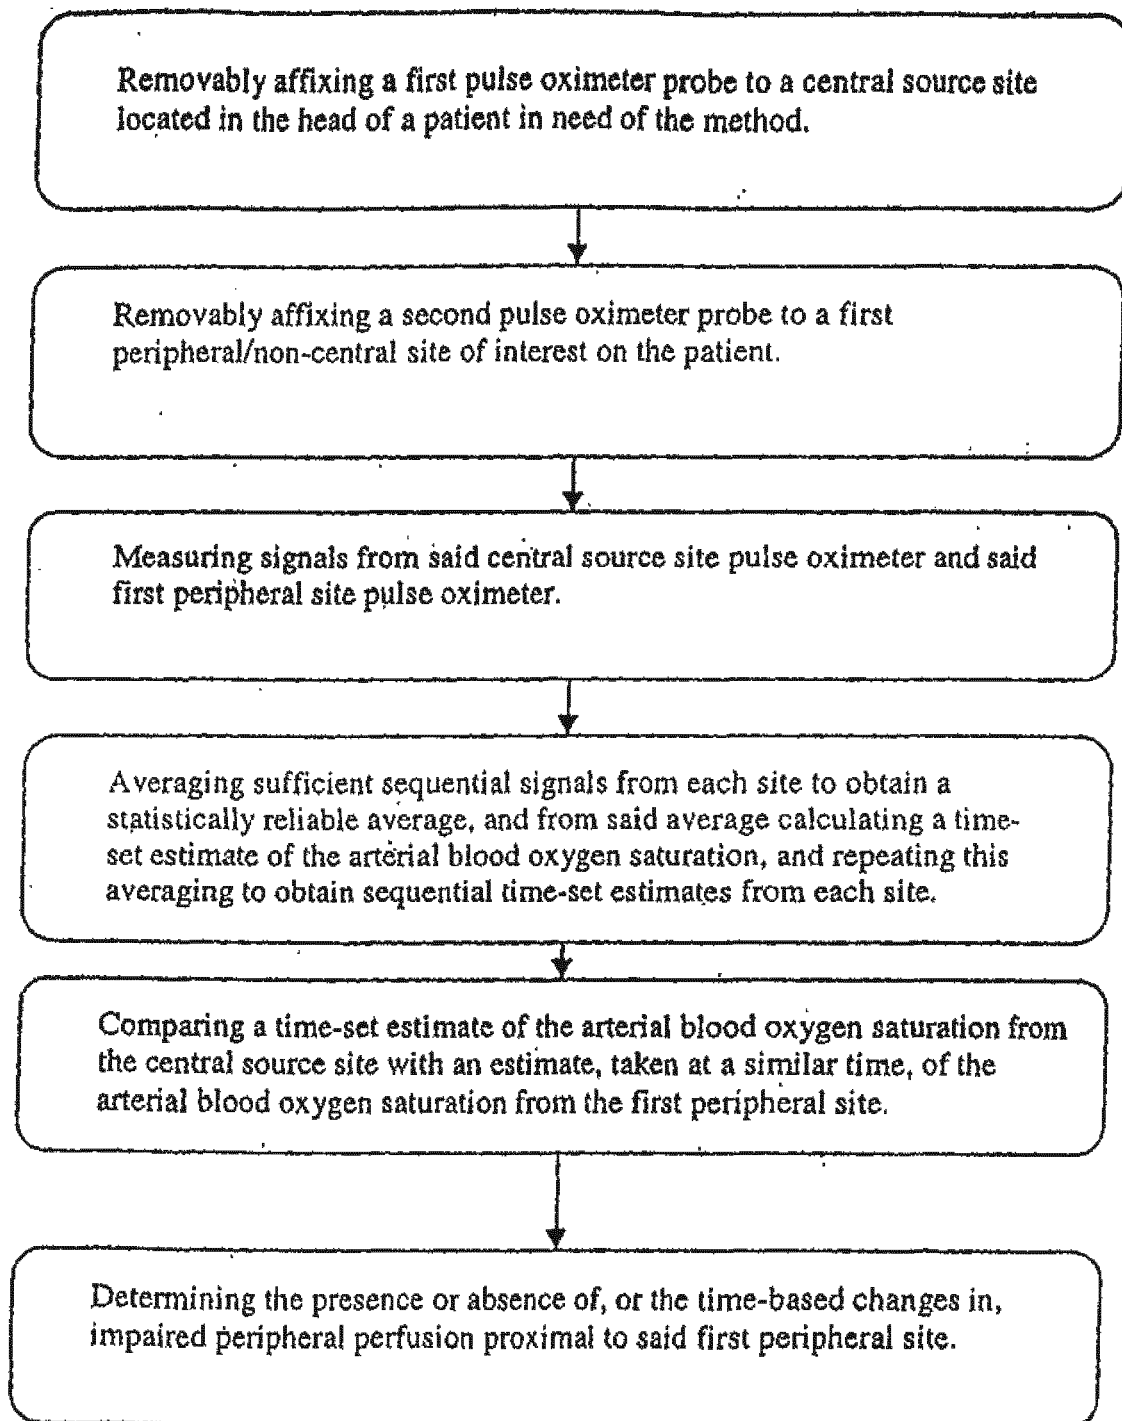 Removably affixing a first pulse oximeter probe to a central source site
located in the head of a patient in need of the method.
Removably affixing a second pulse oximeter probe to a first
peripheral/non-central site of interest on the patient.
Measuring signals from said central source site pulse oximeter and said
first peripheral site pulse oximeter.
Averaging sufficient sequential signals from each site to obtain a
statistically reliable average, and from said average calculating a time-
set estimate of the arterial blood oxygen saturation, and repeating this
averaging to obtain sequential time-set estimates from each site.
Comparing a time-set estimate of the arterial blood oxygen saturation from
the central source site with an estimate, taken at a similar time, of the
arterial blood oxygen saturation from the first peripheral site.
Determining the presence or absence of, or the time-based changes in,
impaired peripheral perfusion proximal to said first peripheral site.